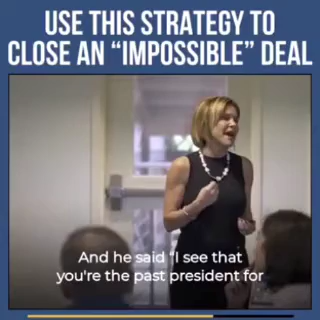 USE THIS STRATEGY TO
CLOSE AN “IMPOSSIBLE” DEAL
And he said "I see that
you're the past president for